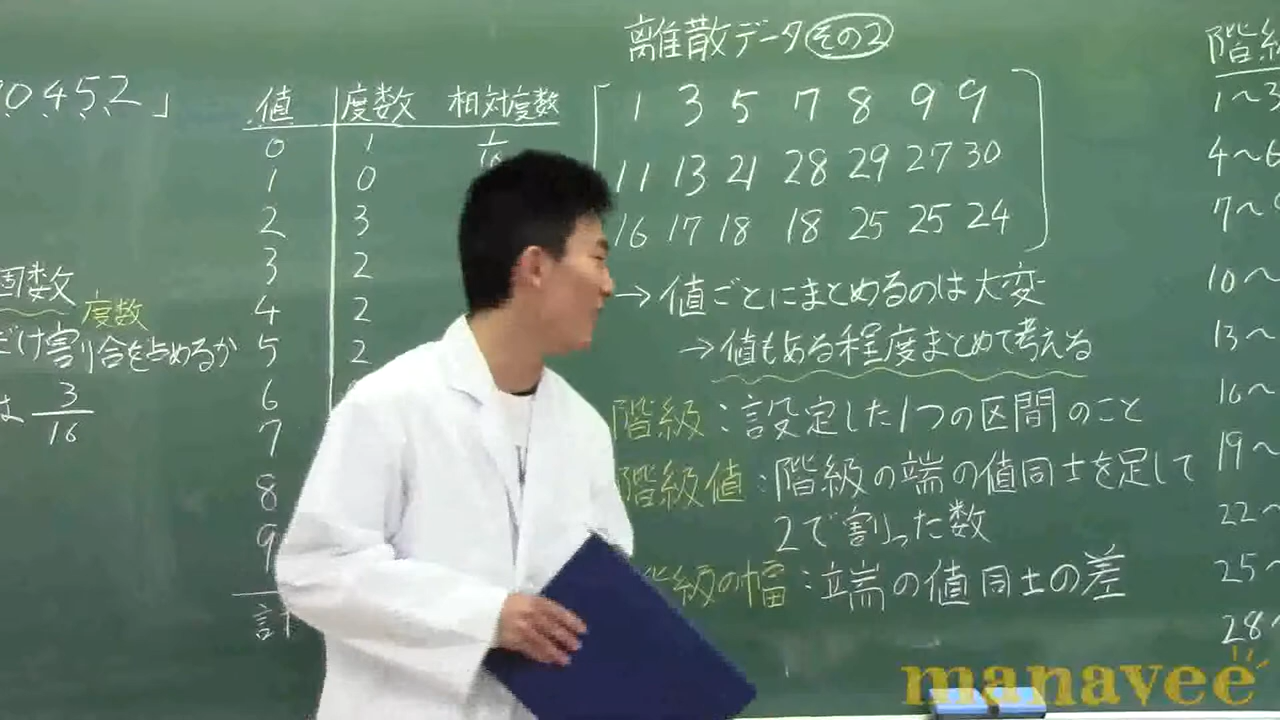 0452」
個数
度数
だけ割り合を占めるか
は 3/16
値 度数 相対度数
0 1 1/16
1 0
2 3
3 2
4 2
5 2
6
7
8
9
計
離散データ その2
1 3 5 7 8 9 9
11 13 21 28 29 27 30
16 17 18 18 25 25 24
→値ごとにまとめるのは大変
→値もある程度まとめて考える
階級：設定した1つの区間のこと
階級値：階級の端の値同士を足して
2で割った数
階級の幅：立端の値同士の差
階級
1～3
4～6
7～9
10～
13～
16～
19～
22～
25～
28～
manavee